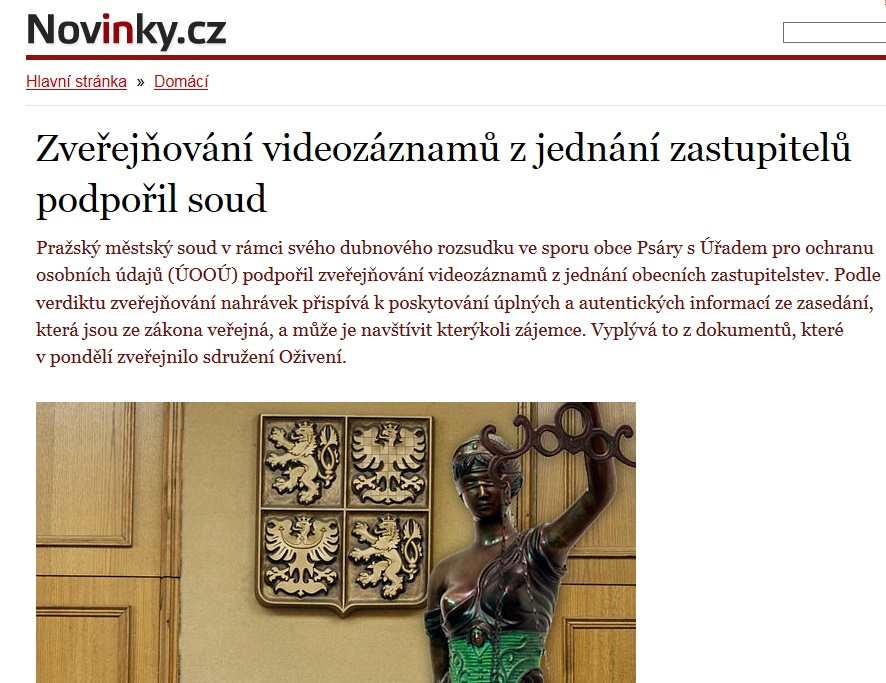 Novinky.cz
Hlavní stránka » Domácí
Zveřejňování videozáznamů z jednání zastupitelů
podpořil soud
Pražský městský soud v rámci svého dubnového rozsudku ve sporu obce Psáry s Úřadem pro ochranu
osobních údajů (ÚOOÚ) podpořil zveřejňování videozáznamů z jednání obecních zastupitelstev. Podle
verdiktu zveřejňování nahrávek přispívá k poskytování úplných a autentických informací ze zasedání,
která jsou ze zákona veřejná, a může je navštívit kterýkoli zájemce. Vyplývá to z dokumentů, které
v pondělí zveřejnilo sdružení Oživení.